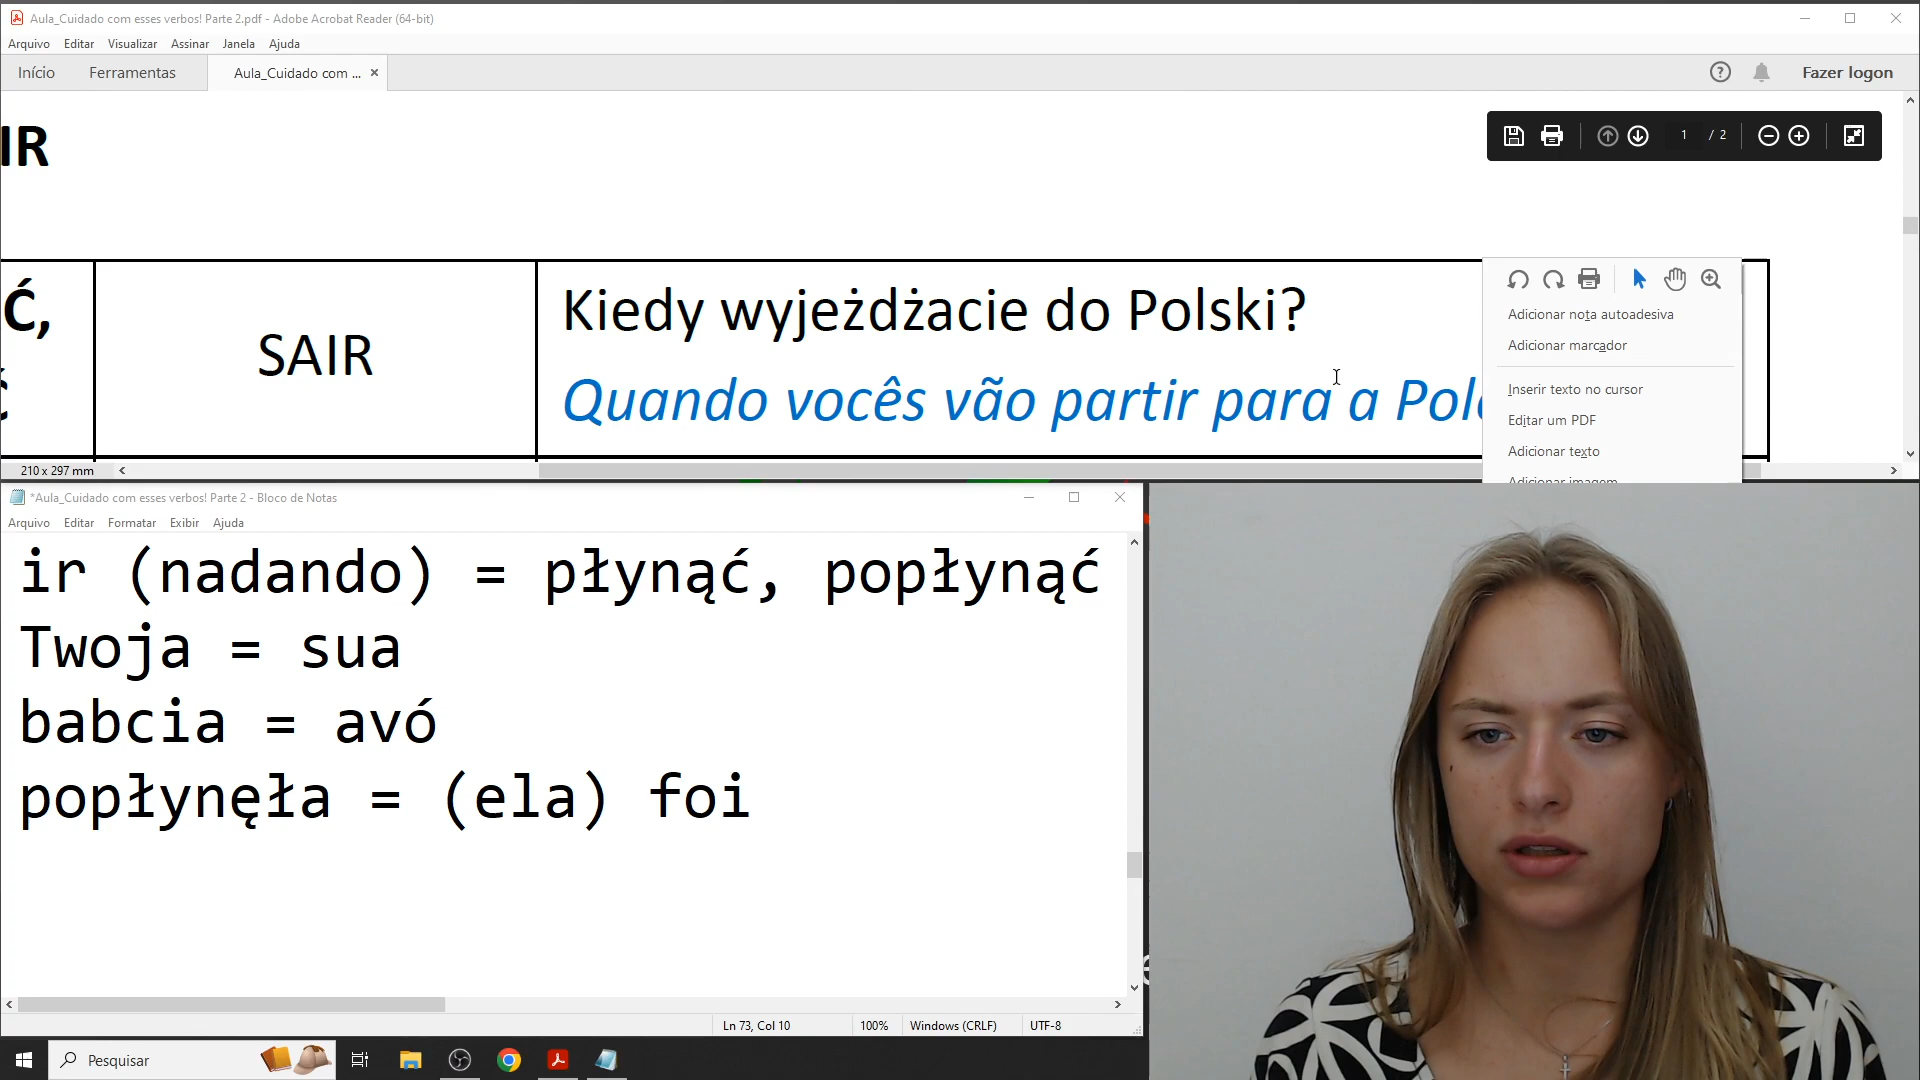 Aula_Cuidado com esses verbos! Parte 2.pdf - Adobe Acrobat Reader (64-bit)
Arquivo Editar Visualizar Assinar Janela Ajuda
Início Ferramentas Aula_Cuidado com ... × Fazer logon
IR
1 / 2
Ć,
SAIR
Kiedy wyjeżdżacie do Polski?
Quando vocês vão partir para a Pol
Adicionar nota autoadesiva
Adicionar marcador
Inserir texto no cursor
Editar um PDF
Adicionar texto
Adicionar imagem
210 x 297 mm
*Aula_Cuidado com esses verbos! Parte 2 - Bloco de Notas
Arquivo Editar Formatar Exibir Ajuda
ir (nadando) = płynąć, popłynąć
Twoja = sua
babcia = avó
popłynęła = (ela) foi
Ln 73, Col 10 100% Windows (CRLF) UTF-8
Pesquisar